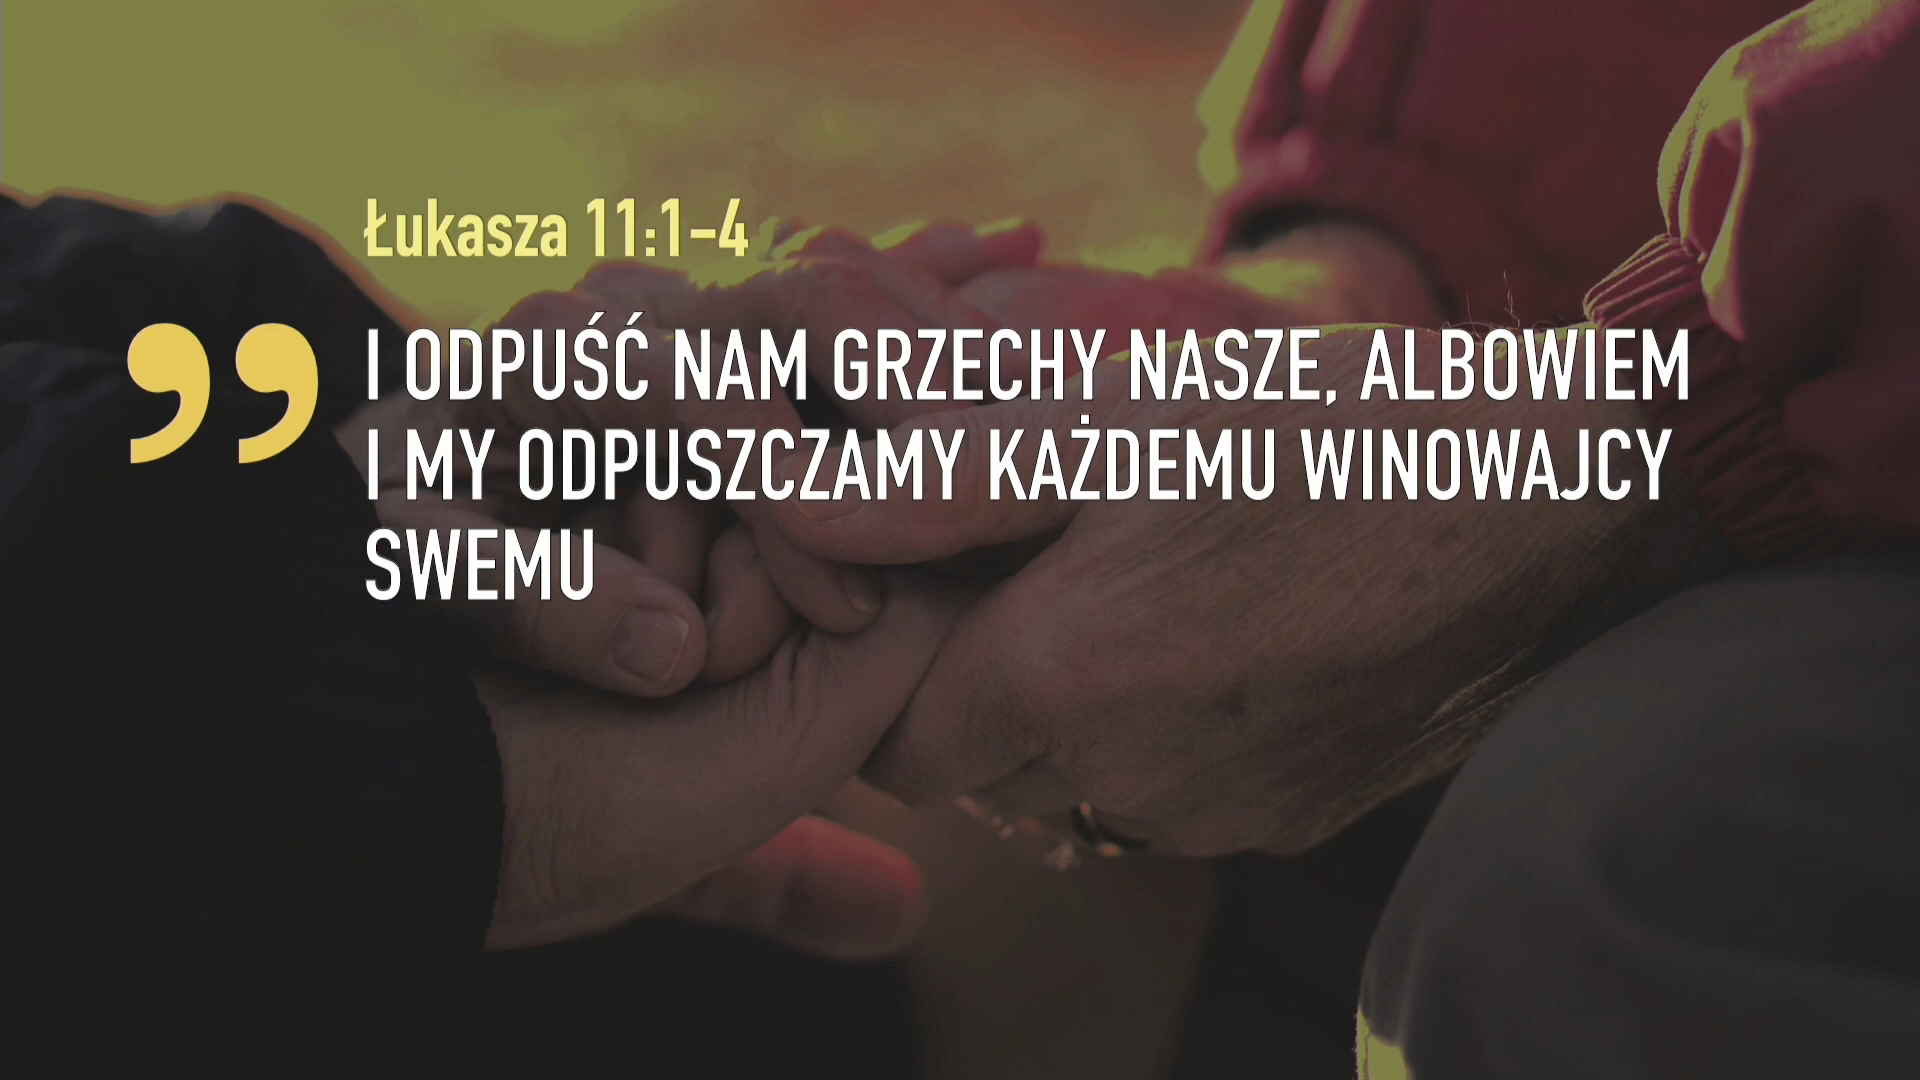 Łukasza 11:1-4
” I ODPUŚĆ NAM GRZECHY NASZE, ALBOWIEM
I MY ODPUSZCZAMY KAŻDEMU WINOWAJCY
SWEMU